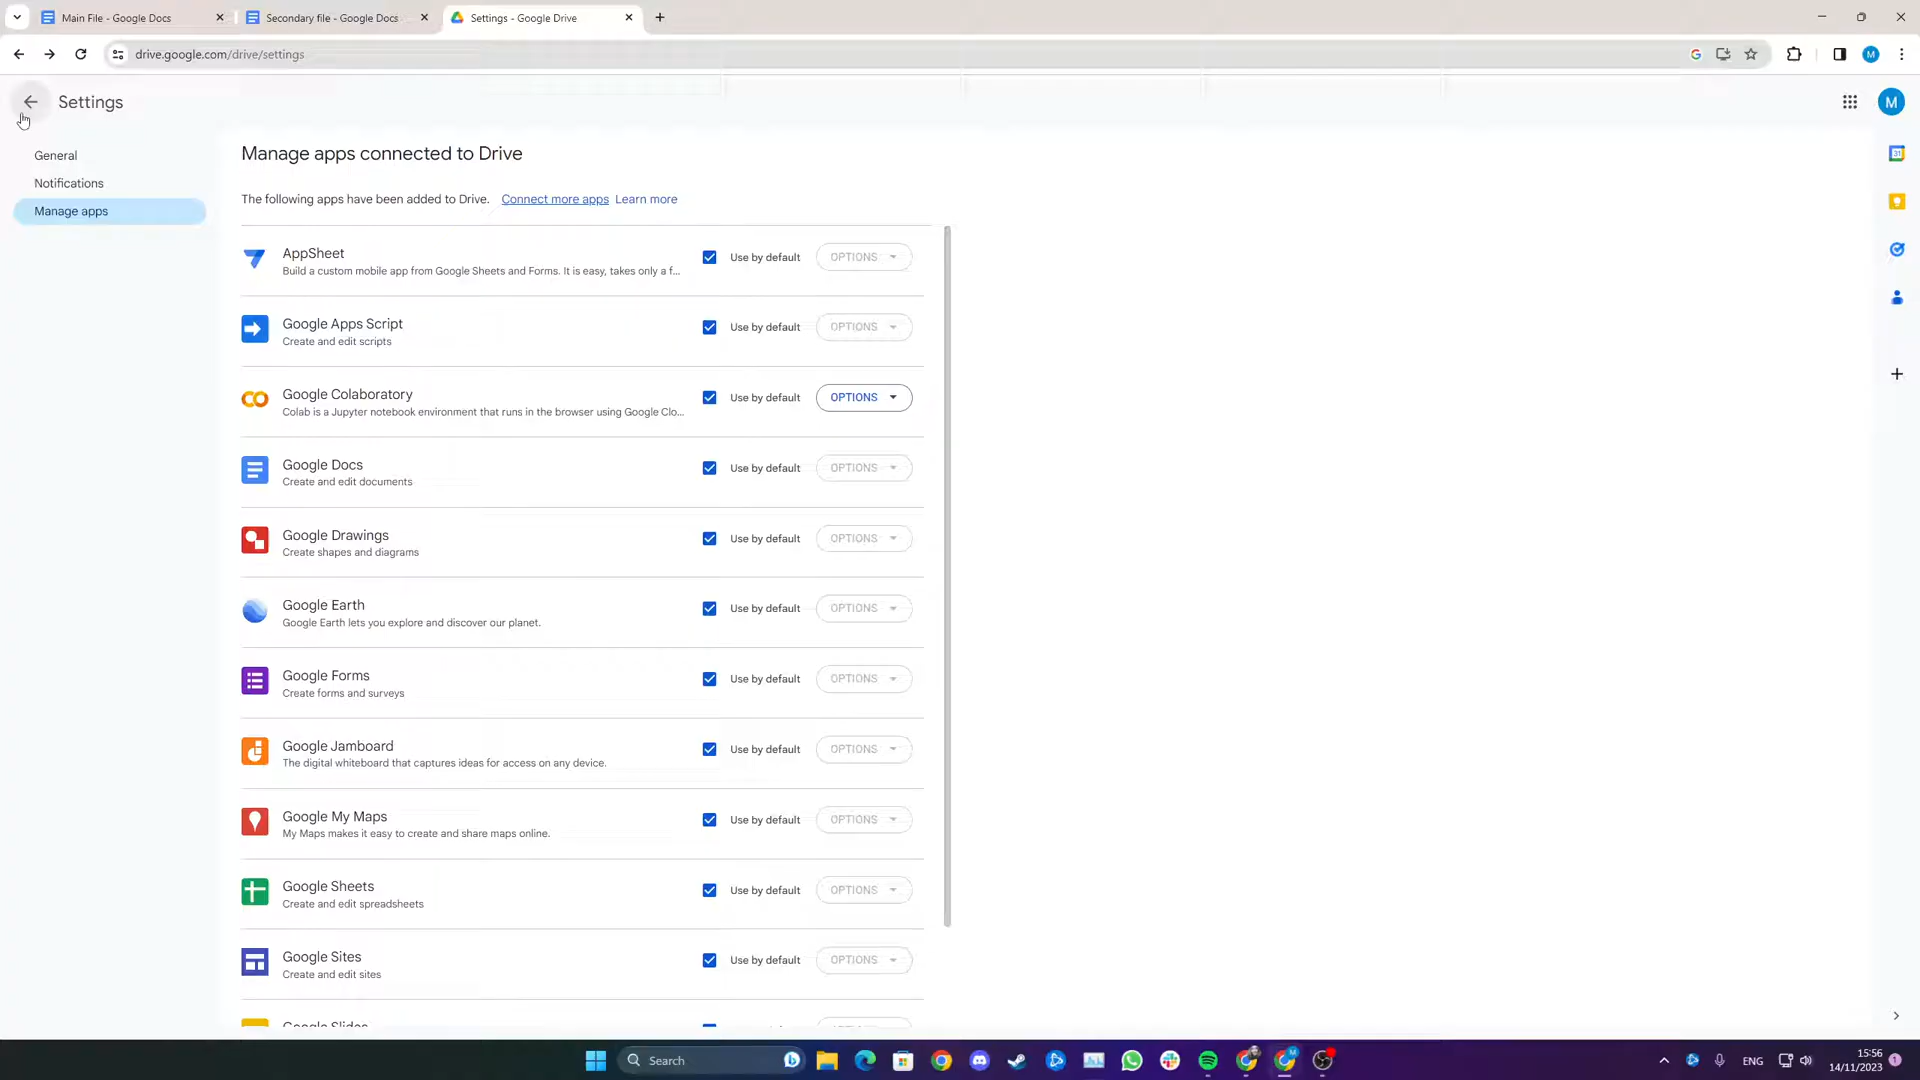 Main File - Google Docs
Secondary file - Google Docs
Settings - Google Drive
drive.google.com/drive/settings
M
Settings
M
General
Notifications
Manage apps
Manage apps connected to Drive
The following apps have been added to Drive. Connect more apps Learn more
AppSheet
Build a custom mobile app from Google Sheets and Forms. It is easy, takes only a f...
Use by default
OPTIONS
Google Apps Script
Create and edit scripts
Use by default
OPTIONS
Google Colaboratory
Colab is a Jupyter notebook environment that runs in the browser using Google Clo...
Use by default
OPTIONS
Google Docs
Create and edit documents
Use by default
OPTIONS
Google Drawings
Create shapes and diagrams
Use by default
OPTIONS
Google Earth
Google Earth lets you explore and discover our planet.
Use by default
OPTIONS
Google Forms
Create forms and surveys
Use by default
OPTIONS
Google Jamboard
The digital whiteboard that captures ideas for access on any device.
Use by default
OPTIONS
Google My Maps
My Maps makes it easy to create and share maps online.
Use by default
OPTIONS
Google Sheets
Create and edit spreadsheets
Use by default
OPTIONS
Google Sites
Create and edit sites
Use by default
OPTIONS
Google Slides
31
Search
ENG
15:56
14/11/2023
1